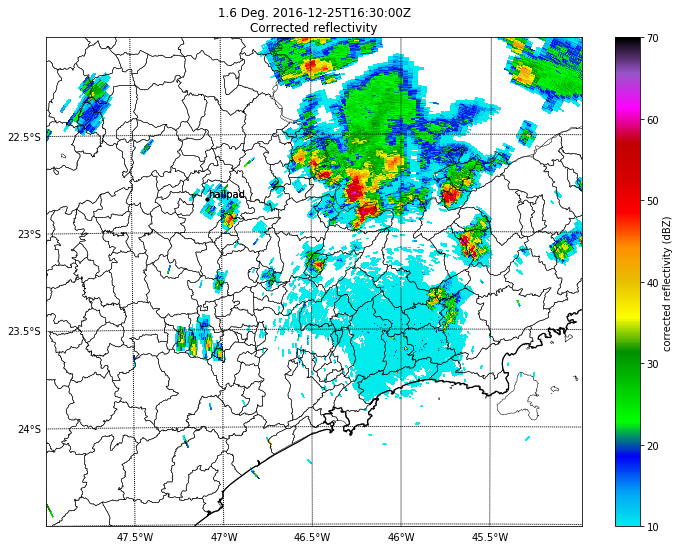 1.6 Deg. 2016-12-25T16:30:00Z
Corrected reflectivity
70
60
50
40
30
20
10
corrected reflectivity (dBZ)
22.5°S
23°S
23.5°S
24°S
hailpad
47.5°W
47°W
46.5°W
46°W
45.5°W